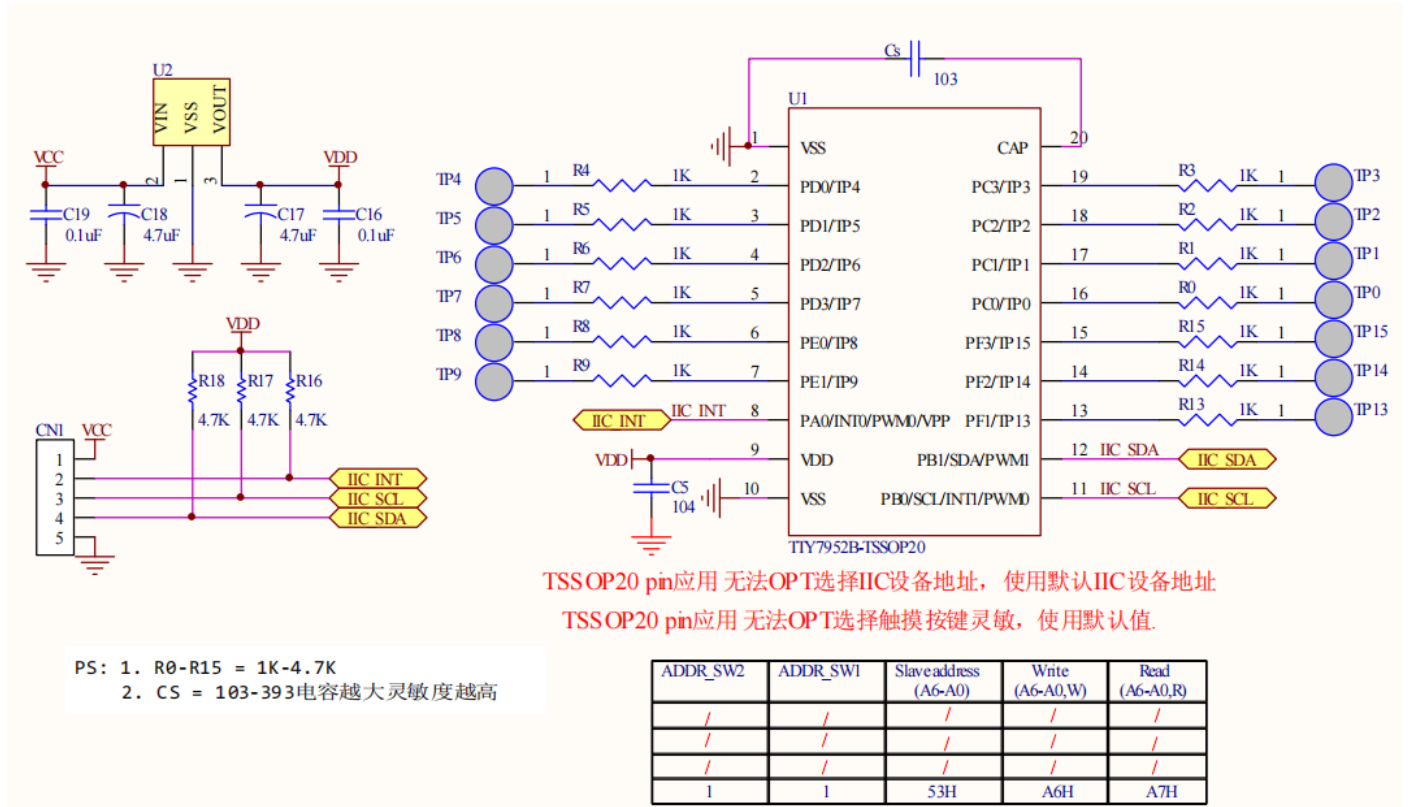 U2
VIN
VSS
VOUT
VCC
VDD
2
1
3
C19
0.1uF
C18
4.7uF
C17
4.7uF
C16
0.1uF
VDD
R18
4.7K
R17
4.7K
R16
4.7K
CN1
VCC
1
2
3
4
5
IIC INT
IIC SCL
IIC SDA
Cs
103
U1
1 VSS
CAP 20
TP4 1 R4 1K 2 PD0/TP4
PC3/TP3 19 R3 1K 1 TP3
TP5 1 R5 1K 3 PD1/TP5
PC2/TP2 18 R2 1K 1 TP2
TP6 1 R6 1K 4 PD2/TP6
PC1/TP1 17 R1 1K 1 TP1
TP7 1 R7 1K 5 PD3/TP7
PC0/TP0 16 R0 1K 1 TP0
TP8 1 R8 1K 6 PE0/TP8
PF3/TP15 15 R15 1K 1 TP15
TP9 1 R9 1K 7 PE1/TP9
PF2/TP14 14 R14 1K 1 TP14
IIC INT IIC INT 8 PA0/INT0/PWM0/VPP
PF1/TP13 13 R13 1K 1 TP13
VDD 9 VDD
PB1/SDA/PWM1 12 IIC SDA IIC SDA
C5
104
10 VSS
PB0/SCL/INT1/PWM0 11 IIC SCL IIC SCL
TTY7952B-TSSOP20
TSSOP20 pin应用 无法OPT选择IIC设备地址，使用默认IIC设备地址
TSSOP20 pin应用 无法OPT选择触摸按键灵敏，使用默认值.
PS: 1. R0-R15 = 1K-4.7K
2. CS = 103-393电容越大灵敏度越高
ADDR_SW2 ADDR_SW1 Slave address (A6-A0) Write (A6-A0,W) Read (A6-A0,R)
/ / / / /
/ / / / /
/ / / / /
1 1 53H A6H A7H